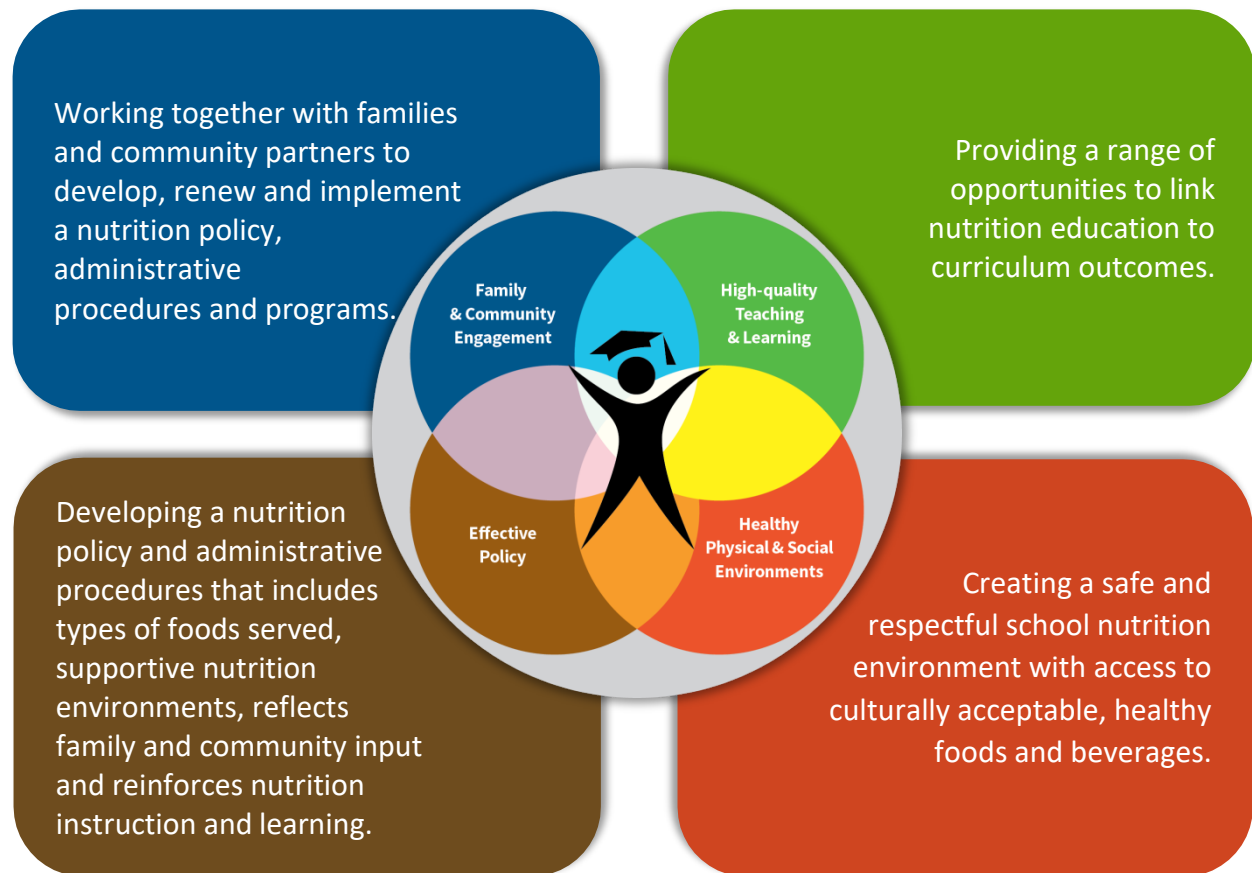 Working together with families
and community partners to
develop, renew and implement
a nutrition policy,
administrative
procedures and programs.
Providing a range of
opportunities to link
nutrition education to
curriculum outcomes.
Family
& Community
Engagement
High-quality
Teaching
& Learning
Effective
Policy
Healthy
Physical & Social
Environments
Developing a nutrition
policy and administrative
procedures that includes
types of foods served,
supportive nutrition
environments, reflects
family and community input
and reinforces nutrition
instruction and learning.
Creating a safe and
respectful school nutrition
environment with access to
culturally acceptable, healthy
foods and beverages.